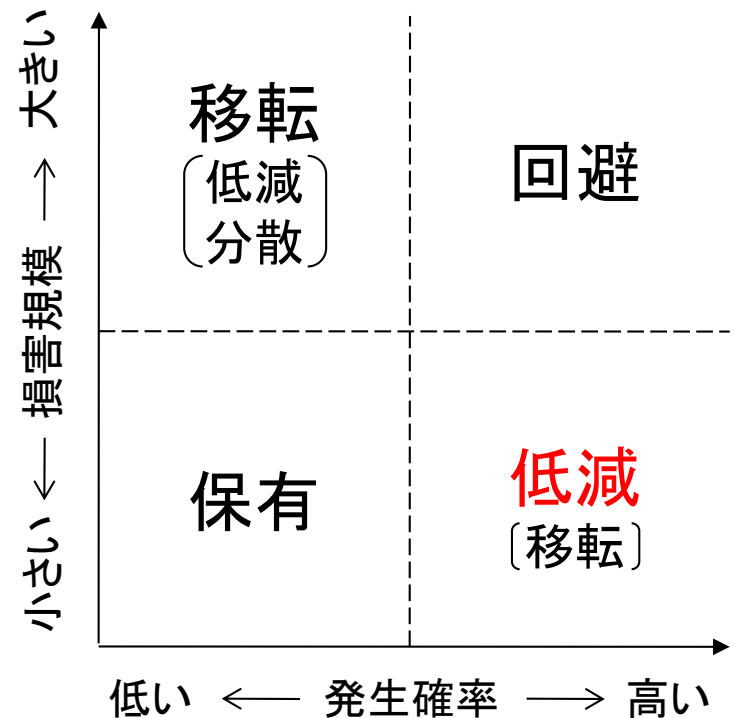 大きい ↑ 損害規模 ↓ 小さい
移転
低減
分散
回避
保有
低減
移転
低い ← 発生確率 → 高い